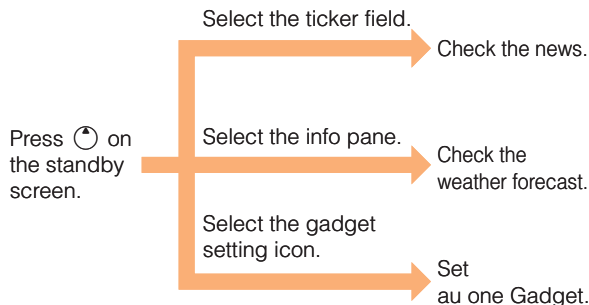 Select the ticker field.
Check the news.
Press on
the standby
screen.
Select the info pane.
Check the
weather forecast.
Select the gadget
setting icon.
Set
au one Gadget.